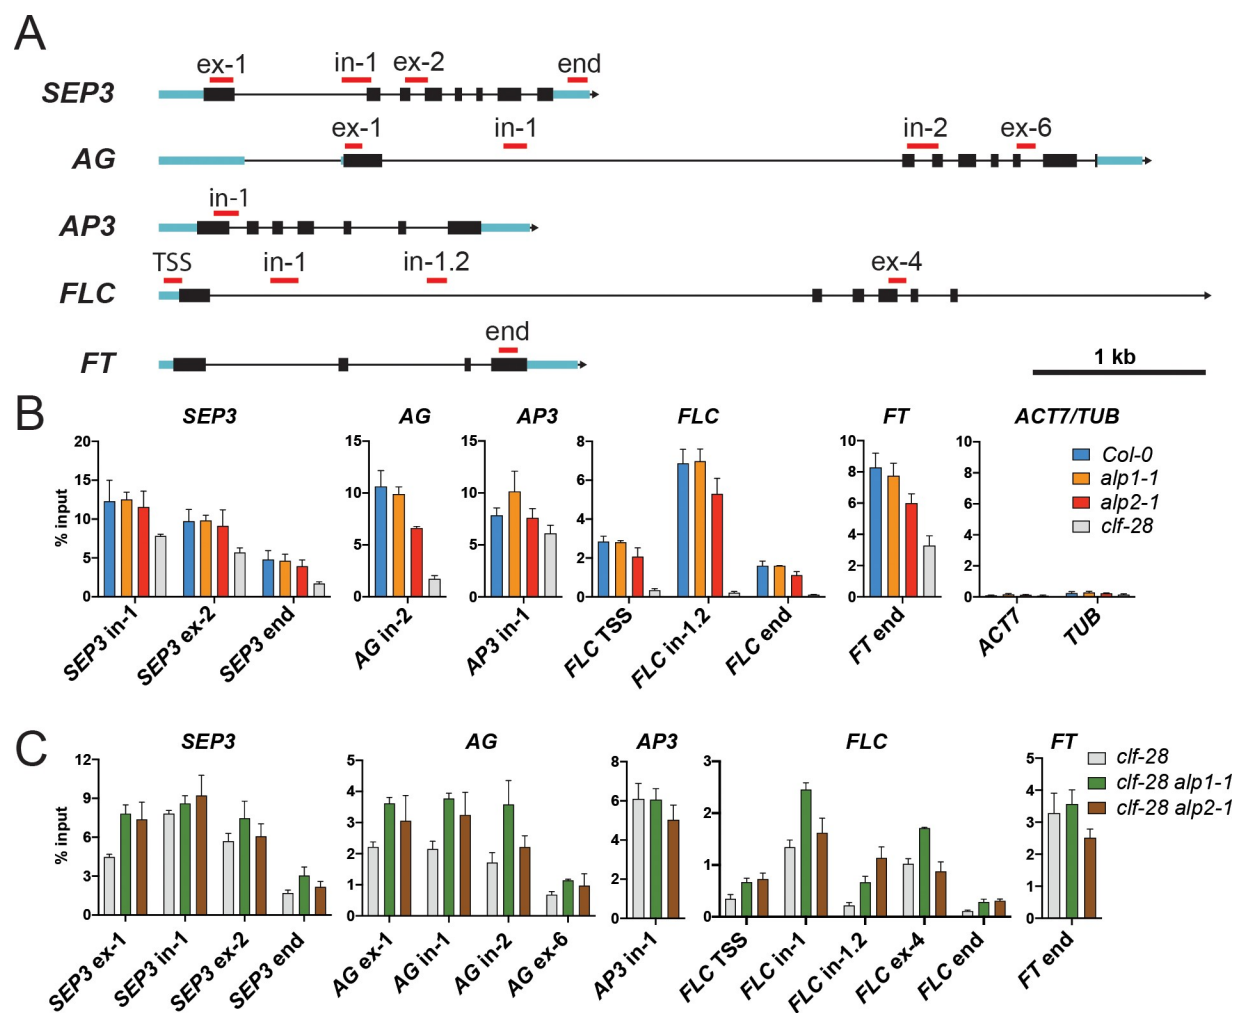 A
ex-1 in-1 ex-2 end
SEP3
ex-1 in-1 in-2 ex-6
AG
in-1
AP3
TSS in-1 in-1.2 ex-4
FLC
end
FT
1 kb
B
SEP3 AG AP3 FLC FT ACT7/TUB
% input
20
15
10
5
0
15
10
5
0
15
10
5
0
8
6
4
2
0
10
8
6
4
2
0
10
8
6
4
2
0
Col-0
alp1-1
alp2-1
clf-28
SEP3 in-1
SEP3 ex-2
SEP3 end
AG in-2
AP3 in-1
FLC TSS
FLC in-1.2
FLC end
FT end
ACT7
TUB
C
SEP3 AG AP3 FLC FT
% input
12
9
6
3
0
5
4
3
2
1
0
8
6
4
2
0
3
2
1
0
5
4
3
2
1
0
clf-28
clf-28 alp1-1
clf-28 alp2-1
SEP3 ex-1
SEP3 in-1
SEP3 ex-2
SEP3 end
AG ex-1
AG in-1
AG in-2
AG ex-6
AP3 in-1
FLC TSS
FLC in-1
FLC in-1.2
FLC ex-4
FLC end
FT end